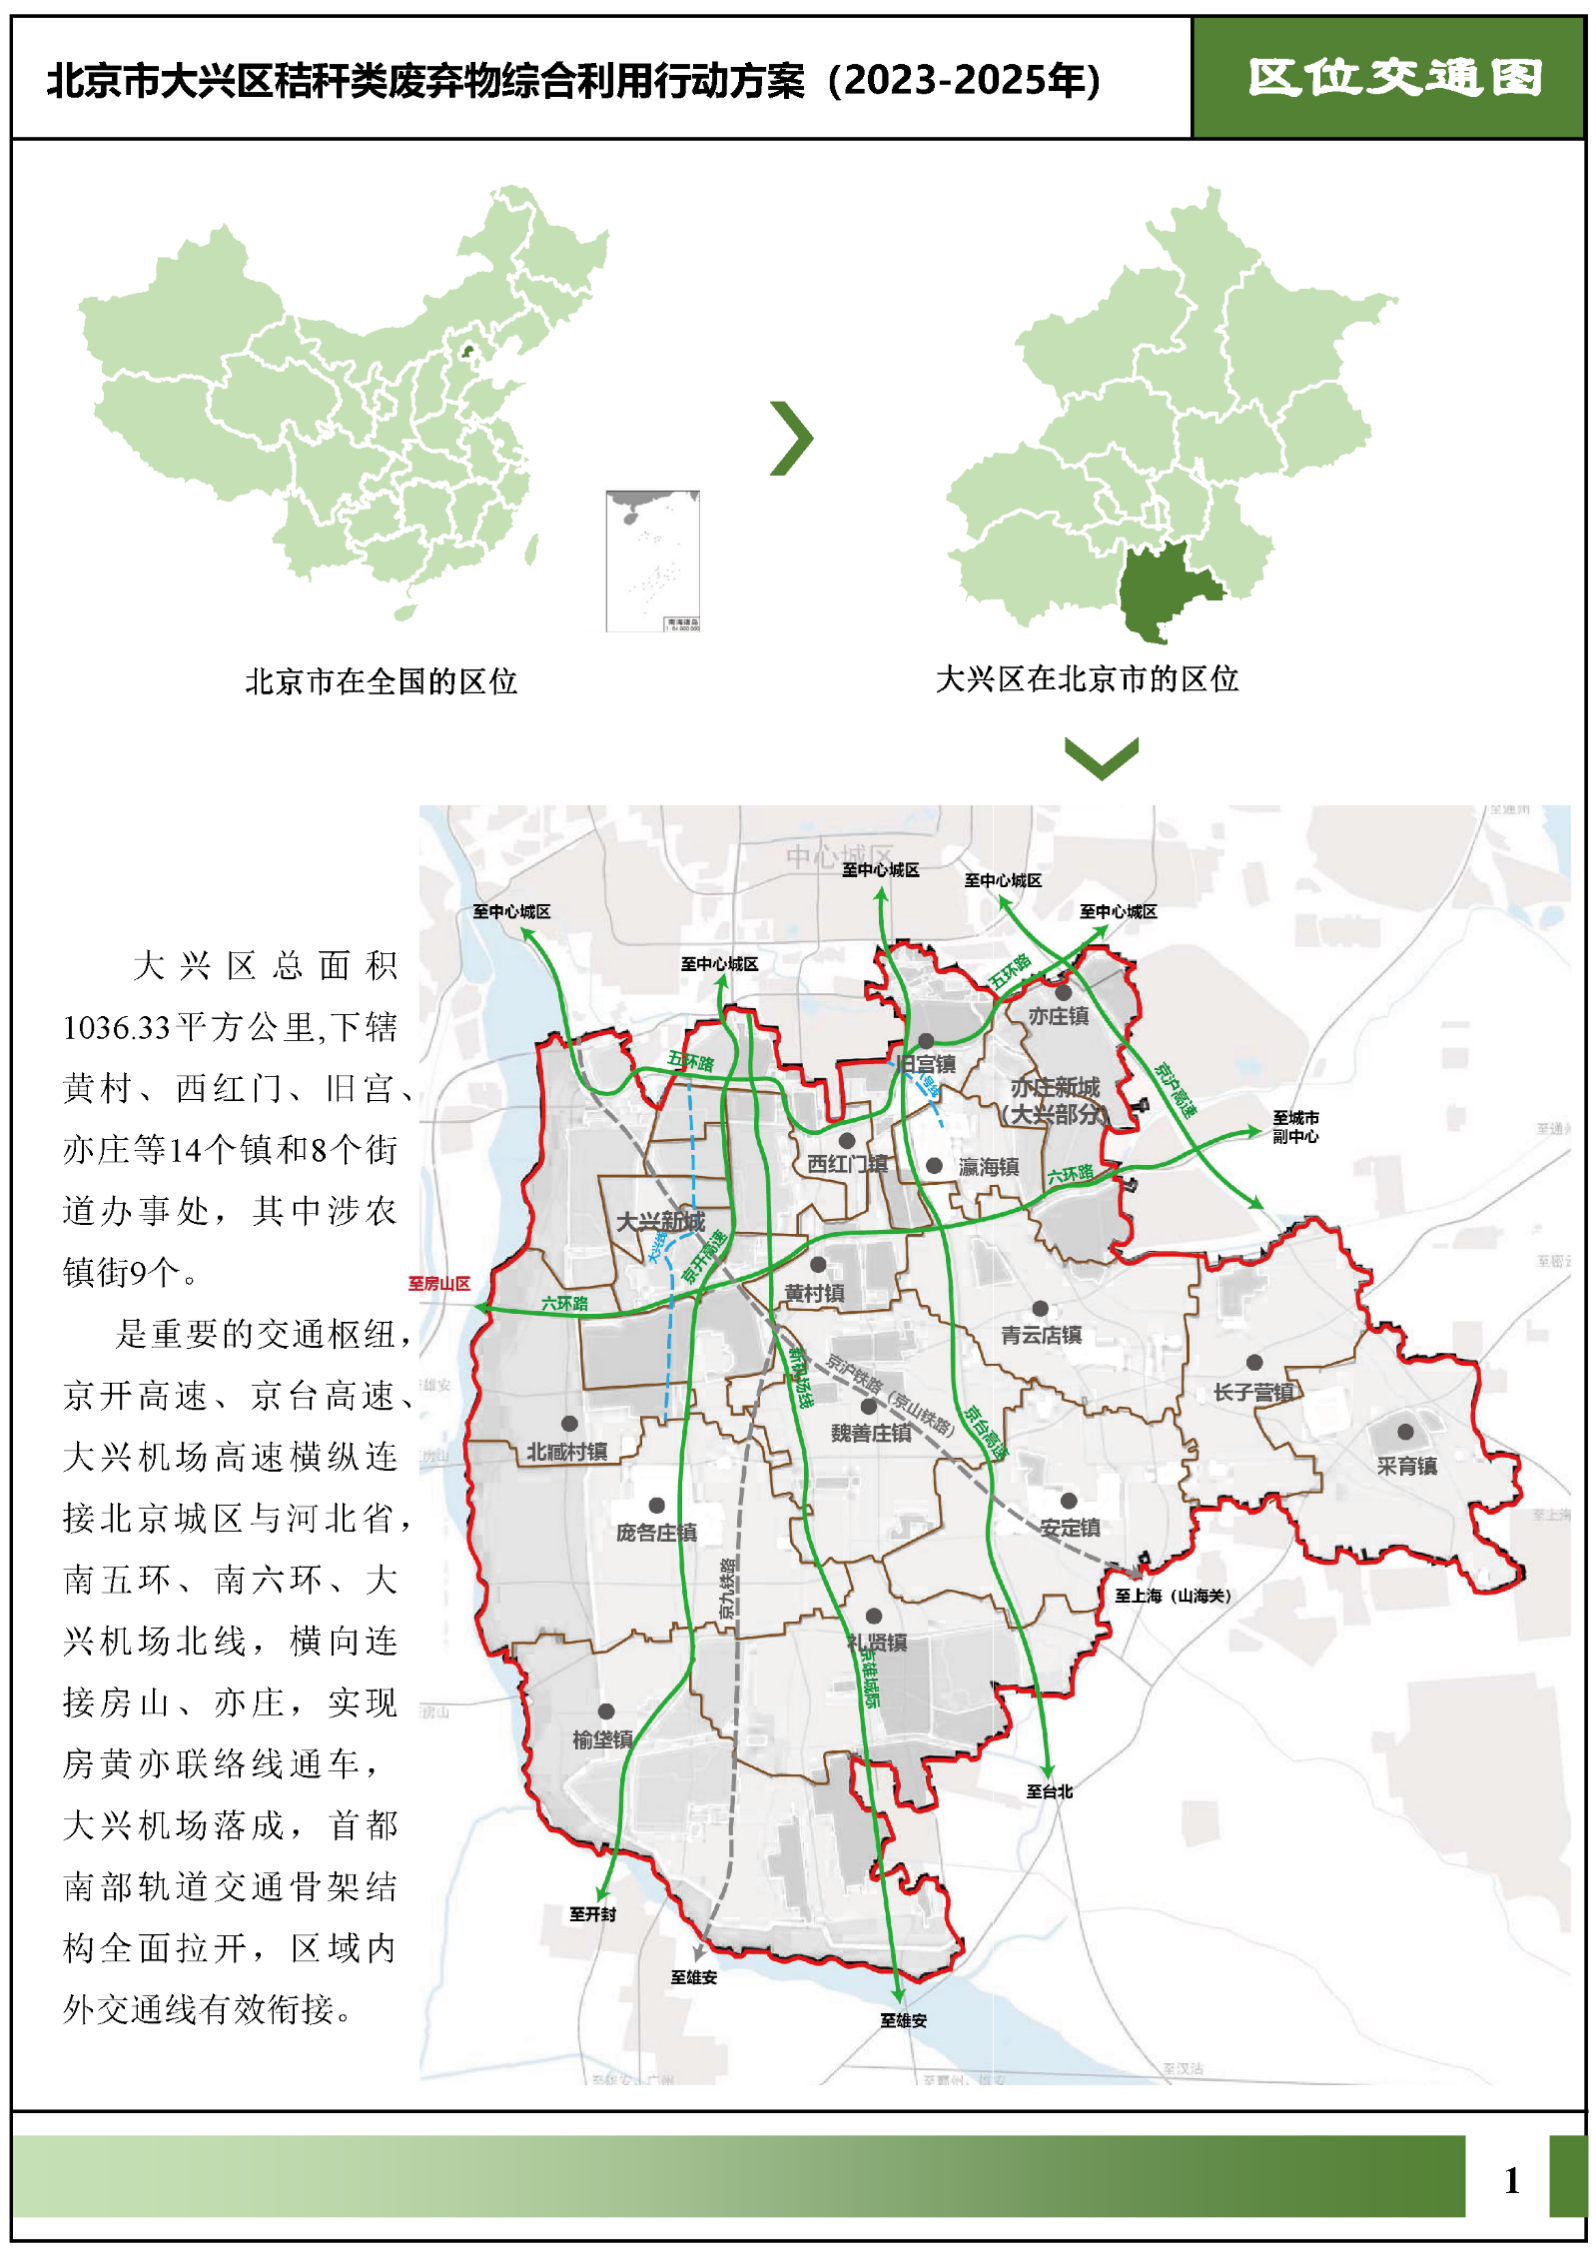 北京市大兴区秸秆类废弃物综合利用行动方案（2023-2025年）
区位交通图
南海诸岛
北京市在全国的区位
大兴区在北京市的区位
大兴区总面积
1036.33平方公里,下辖
黄村、西红门、旧宫、
亦庄等14个镇和8个街
道办事处，其中涉农
镇街9个。
是重要的交通枢纽，
京开高速、京台高速、
大兴机场高速横纵连
接北京城区与河北省，
南五环、南六环、大
兴机场北线，横向连
接房山、亦庄，实现
房黄亦联络线通车，
大兴机场落成，首都
南部轨道交通骨架结
构全面拉开，区域内
外交通线有效衔接。
至通州
中心城区
至中心城区
至中心城区
至中心城区
至中心城区
至中心城区
五环路
亦庄镇
旧宫镇
五环路
亦庄新城
（大兴部分）
京沪高速
至城市
副中心
西红门镇
瀛海镇
六环路
大兴新城
大兴线
京开高速
至房山区
六环路
黄村镇
青云店镇
新机场线
京沪铁路（京山铁路）
长子营镇
魏善庄镇
京台高速
北臧村镇
采育镇
庞各庄镇
安定镇
京九铁路
至上海（山海关）
礼贤镇
京雄城际
榆垡镇
至台北
至开封
至雄安
至雄安
至汉沽
1